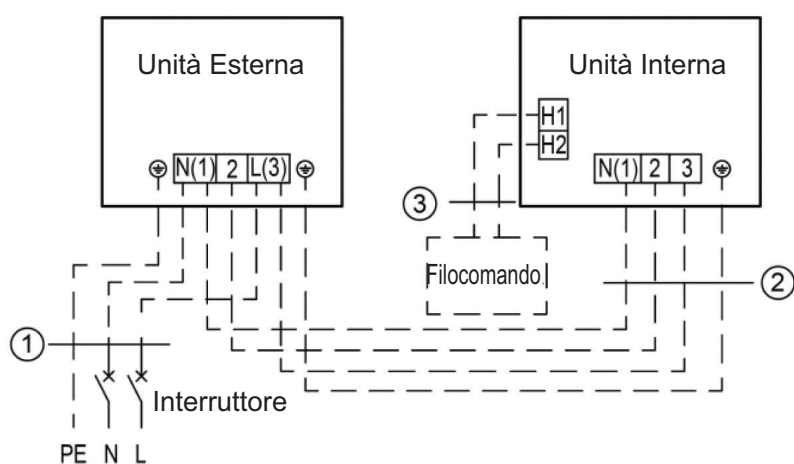 Unità Esterna
Unità Interna
H1
H2
N(1) 2 L(3)
N(1) 2 3
3
Filocomando
2
1
Interruttore
PE N L